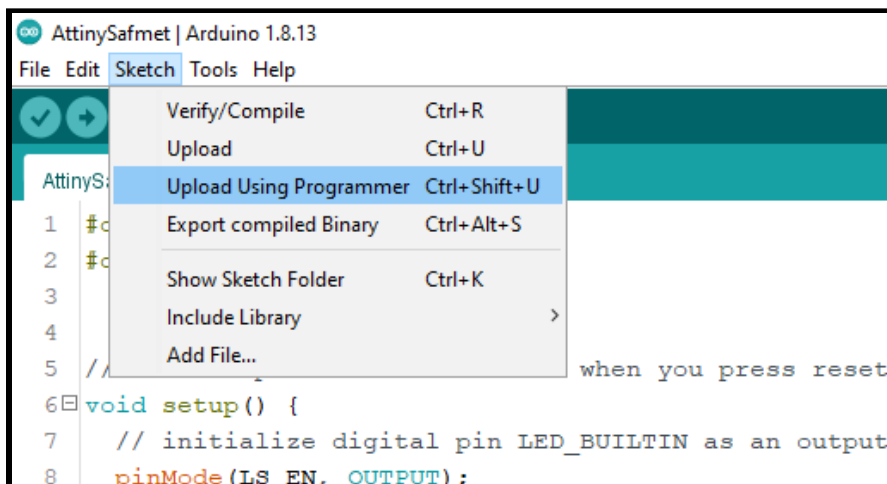 AttinySafmet | Arduino 1.8.13
File Edit Sketch Tools Help
Verify/Compile Ctrl+R
Upload Ctrl+U
AttinyS
Upload Using Programmer Ctrl+Shift+U
1 #d
Export compiled Binary Ctrl+Alt+S
2 #d
Show Sketch Folder Ctrl+K
3
Include Library
4
Add File...
5 // when you press reset
6 void setup() {
7 // initialize digital pin LED_BUILTIN as an output
8 pinMode(LS_EN, OUTPUT);